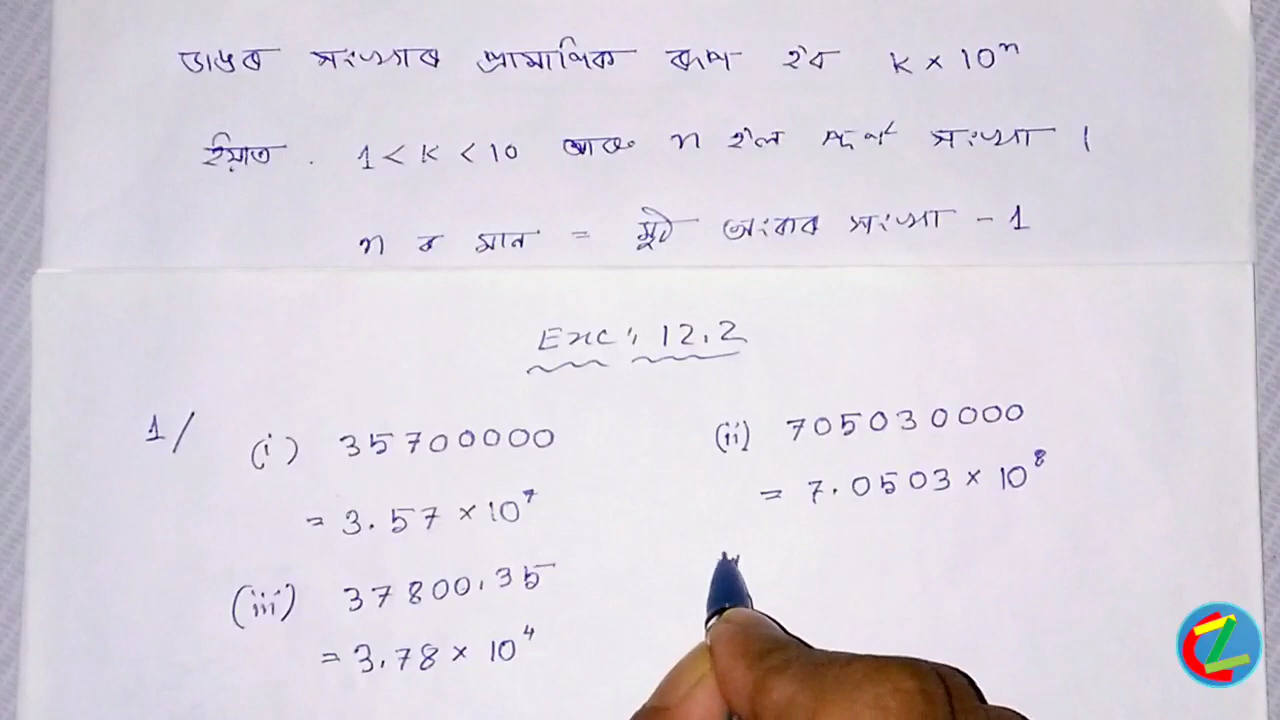 ডাঙৰ সংখ্যাৰ প্ৰামাণিক ৰূপ হ'ব k × 10ⁿ
ইয়াত . 1 < k < 10 আৰু n হ'ল পূৰ্ণ সংখ্যা ।
n ৰ মান = মুঠ অংকৰ সংখ্যা - 1
Exc: 12.2
1/ (i) 35700000 (ii) 705030000
= 3.57 × 10⁷ = 7.0503 × 10⁸
(iii) 37800.35
= 3.78 × 10⁴